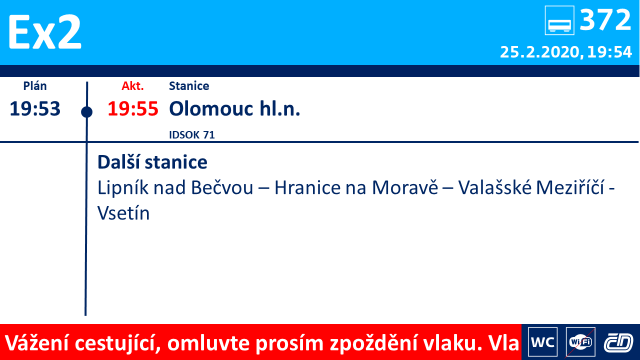 Ex2
372
25.2.2020, 19:54
Plán
Akt.
Stanice
19:53
19:55
Olomouc hl.n.
IDSOK 71
Další stanice
Lipník nad Bečvou – Hranice na Moravě – Valašské Meziříčí -
Vsetín
Vážení cestující, omluvte prosím zpoždění vlaku. Vla
WC
WiFi
ČD